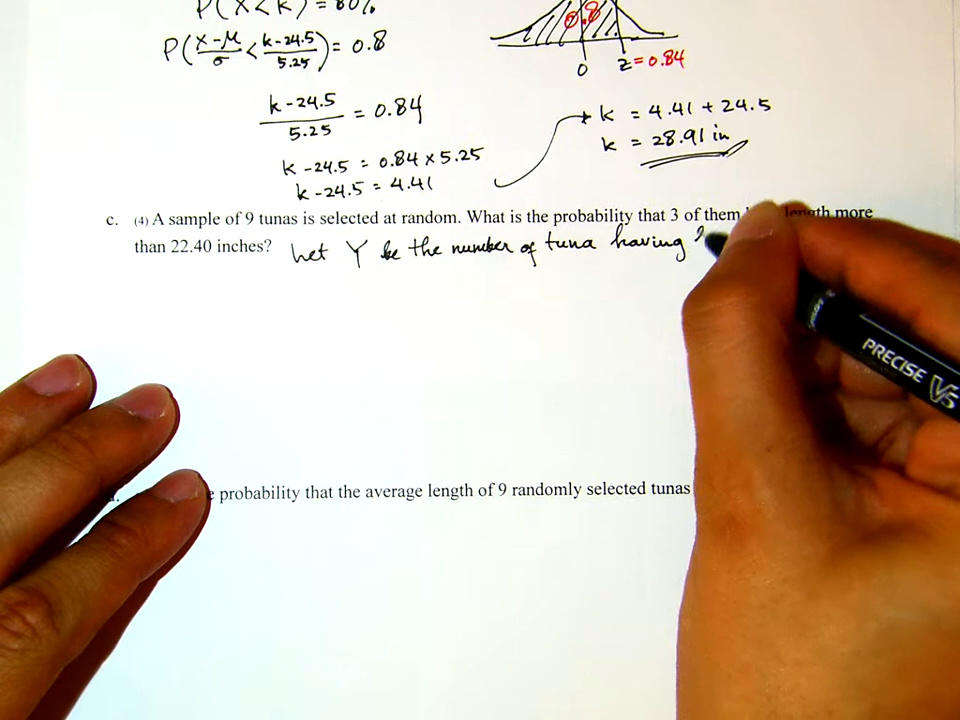 P(X < k) = 80%
P(X-μ/σ < k-24.5/5.25) = 0.8
0.8
0 z = 0.84
k - 24.5 / 5.25 = 0.84
k = 4.41 + 24.5
k = 28.91 in
k - 24.5 = 0.84 × 5.25
k - 24.5 = 4.41
c. (4) A sample of 9 tunas is selected at random. What is the probability that 3 of them length more
than 22.40 inches? Let Y be the number of tuna having
probability that the average length of 9 randomly selected tunas
PRECISE V5